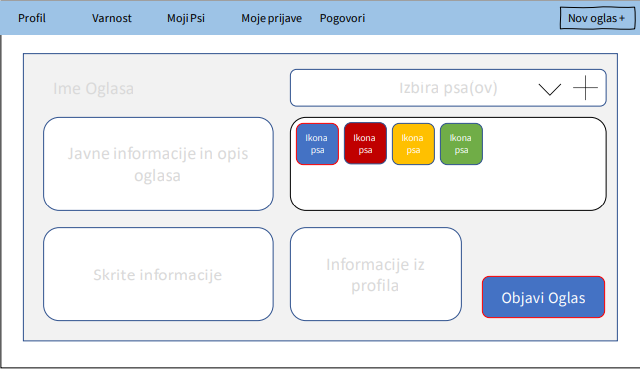 Profil Varnost Moji Psi Moje prijave Pogovori Nov oglas +
Ime Oglasa
Izbira psa(ov)
Javne informacije in opis
oglasa
Ikona
psa
Ikona
psa
Ikona
psa
Ikona
psa
Skrite informacije
Informacije iz
profila
Objavi Oglas